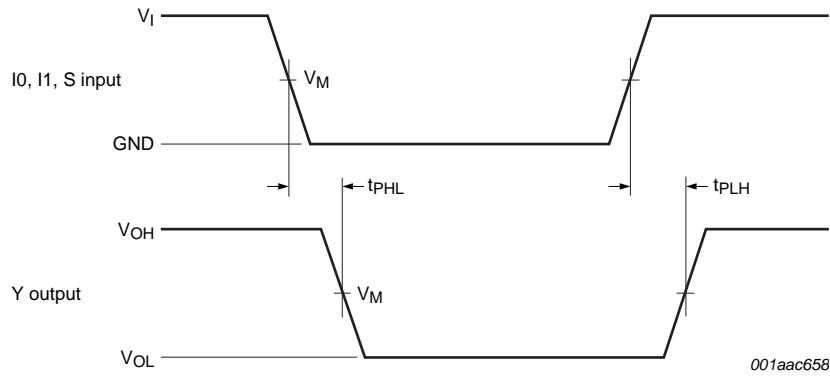 VI
I0, I1, S input
VM
GND
tPHL
tPLH
VOH
Y output
VM
VOL
001aac658